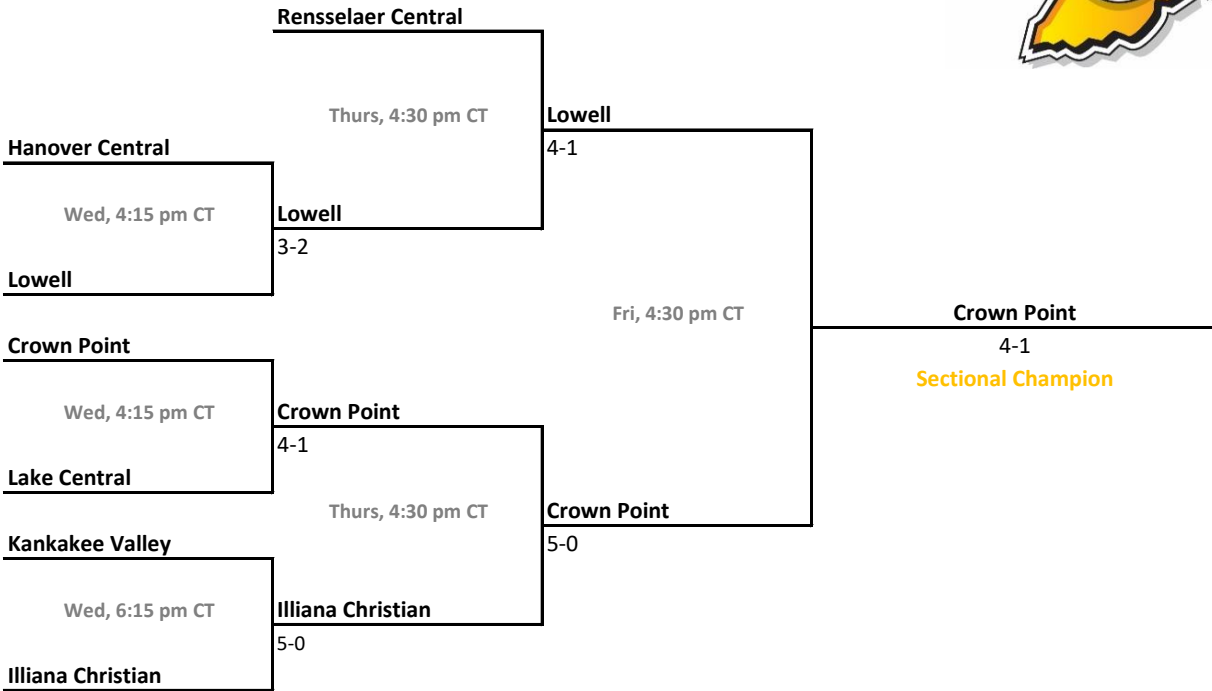 Rensselaer Central
Thurs, 4:30 pm CT
Lowell
Hanover Central
4-1
Wed, 4:15 pm CT
Lowell
3-2
Lowell
Fri, 4:30 pm CT
Crown Point
Crown Point
4-1
Sectional Champion
Wed, 4:15 pm CT
Crown Point
4-1
Lake Central
Thurs, 4:30 pm CT
Crown Point
Kankakee Valley
5-0
Wed, 6:15 pm CT
Illiana Christian
5-0
Illiana Christian